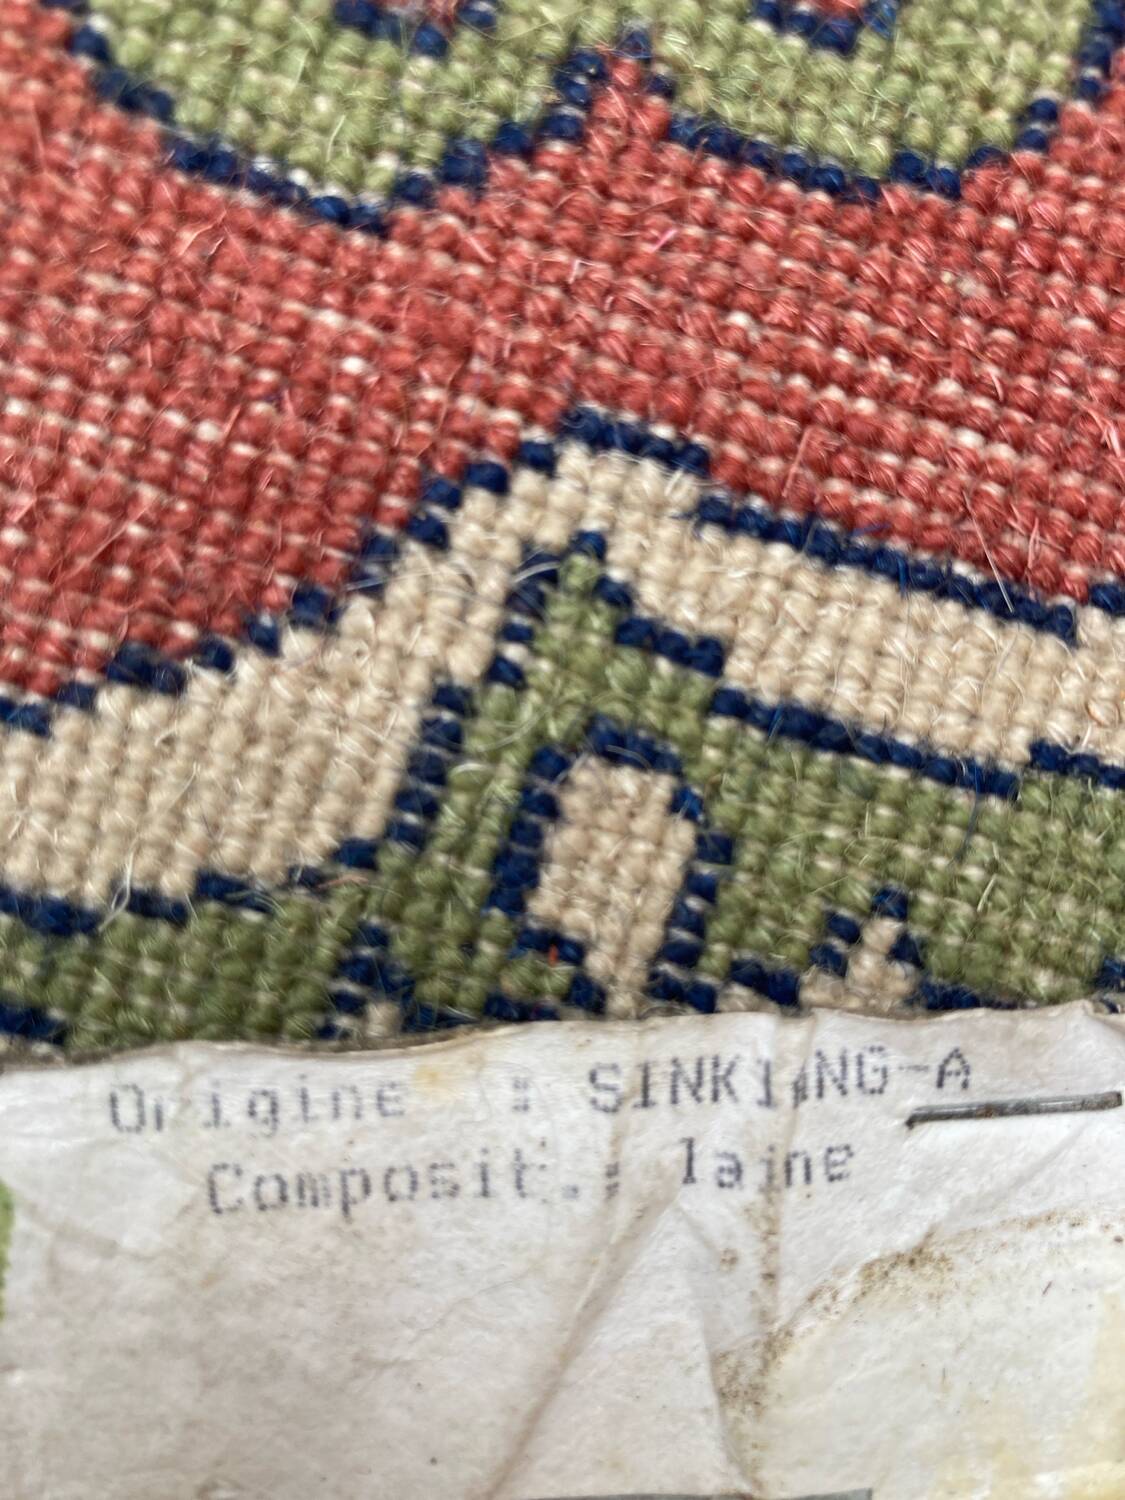 Origine : SINKIANG-A
Composit.: laine